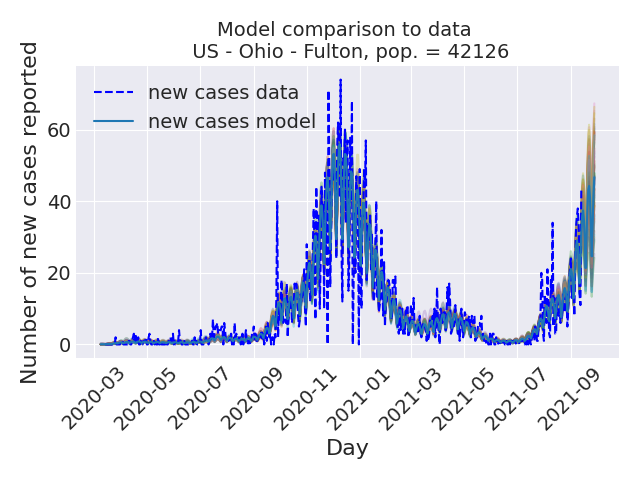 Model comparison to data
US - Ohio - Fulton, pop. = 42126
Number of new cases reported
new cases data
new cases model
60
40
20
0
2020-03
2020-05
2020-07
2020-09
2020-11
2021-01
2021-03
2021-05
2021-07
2021-09
Day